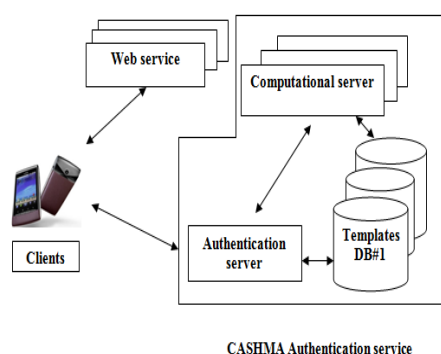 Web service
Computational server
Clients
Authentication
server
Templates
DB#1
CASHMA Authentication service